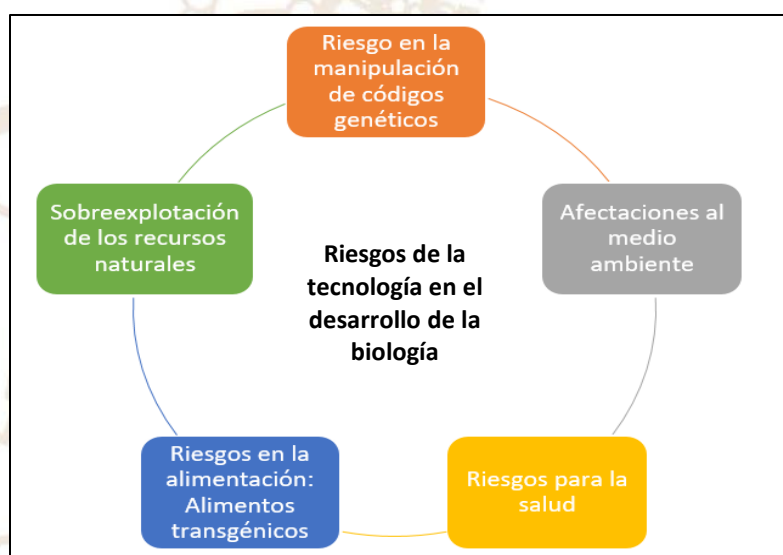 Riesgo en la
manipulación
de códigos
genéticos
Sobreexplotación
de los recursos
naturales
Afectaciones al
medio
ambiente
Riesgos de la
tecnología en el
desarrollo de la
biología
Riesgos en la
alimentación:
Alimentos
transgénicos
Riesgos para la
salud